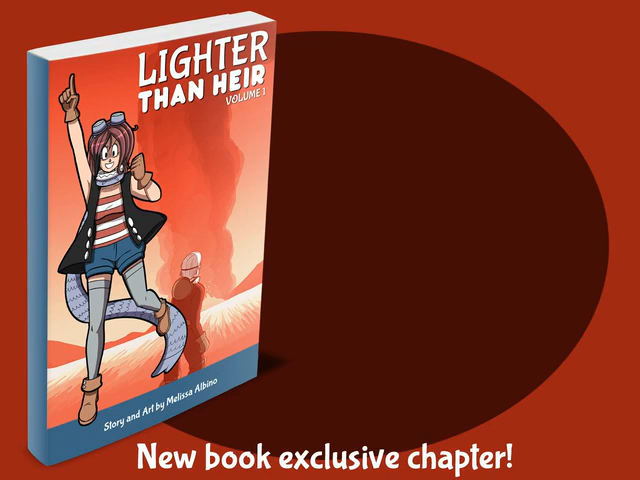 LIGHTER
THAN HEIR
VOLUME 1
Story and Art by Melissa Albino
New book exclusive chapter!